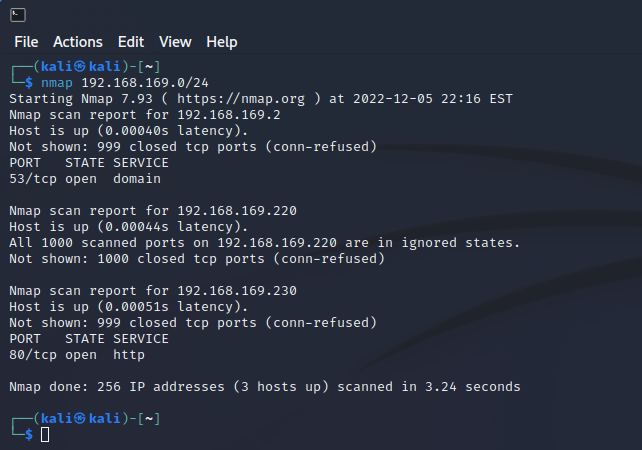 File Actions Edit View Help
┌──(kali㉿kali)-[~]
└─$ nmap 192.168.169.0/24
Starting Nmap 7.93 ( https://nmap.org ) at 2022-12-05 22:16 EST
Nmap scan report for 192.168.169.2
Host is up (0.00040s latency).
Not shown: 999 closed tcp ports (conn-refused)
PORT   STATE SERVICE
53/tcp open  domain

Nmap scan report for 192.168.169.220
Host is up (0.00044s latency).
All 1000 scanned ports on 192.168.169.220 are in ignored states.
Not shown: 1000 closed tcp ports (conn-refused)

Nmap scan report for 192.168.169.230
Host is up (0.00051s latency).
Not shown: 999 closed tcp ports (conn-refused)
PORT   STATE SERVICE
80/tcp open  http

Nmap done: 256 IP addresses (3 hosts up) scanned in 3.24 seconds

┌──(kali㉿kali)-[~]
└─$